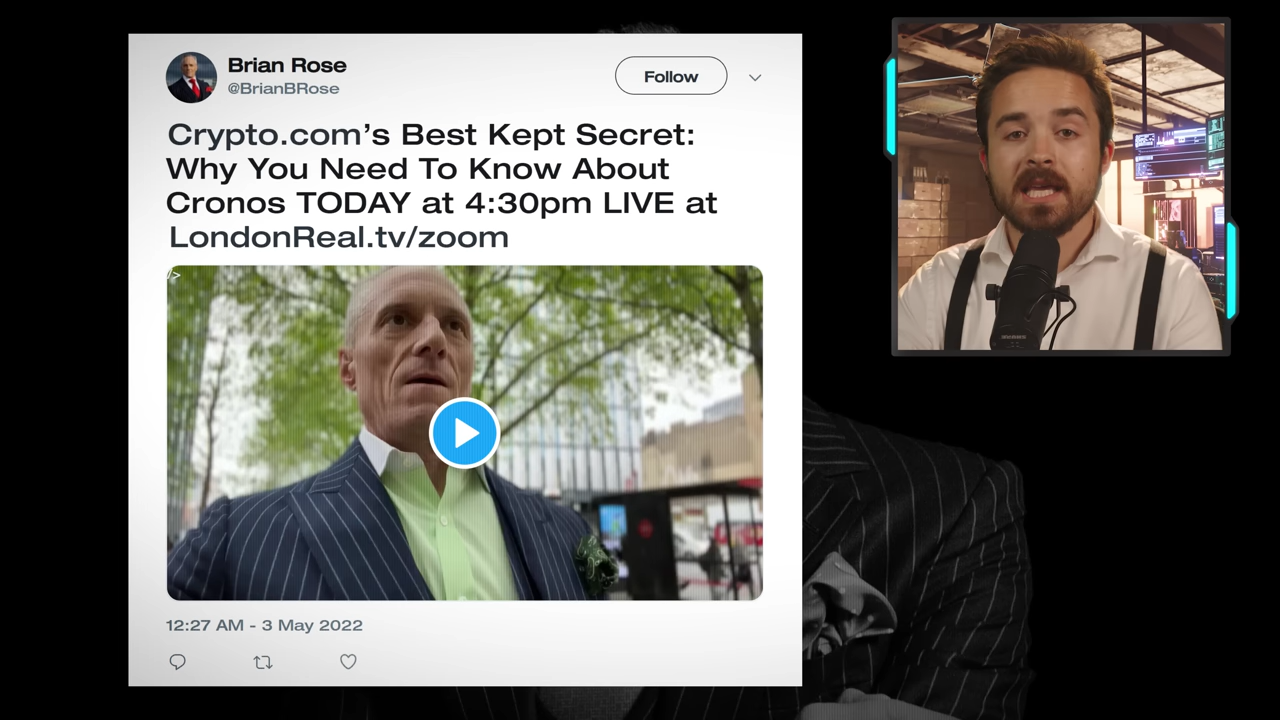 Brian Rose
@BrianBRose
Follow
Crypto.com’s Best Kept Secret:
Why You Need To Know About
Cronos TODAY at 4:30pm LIVE at
LondonReal.tv/zoom
/>
12:27 AM - 3 May 2022